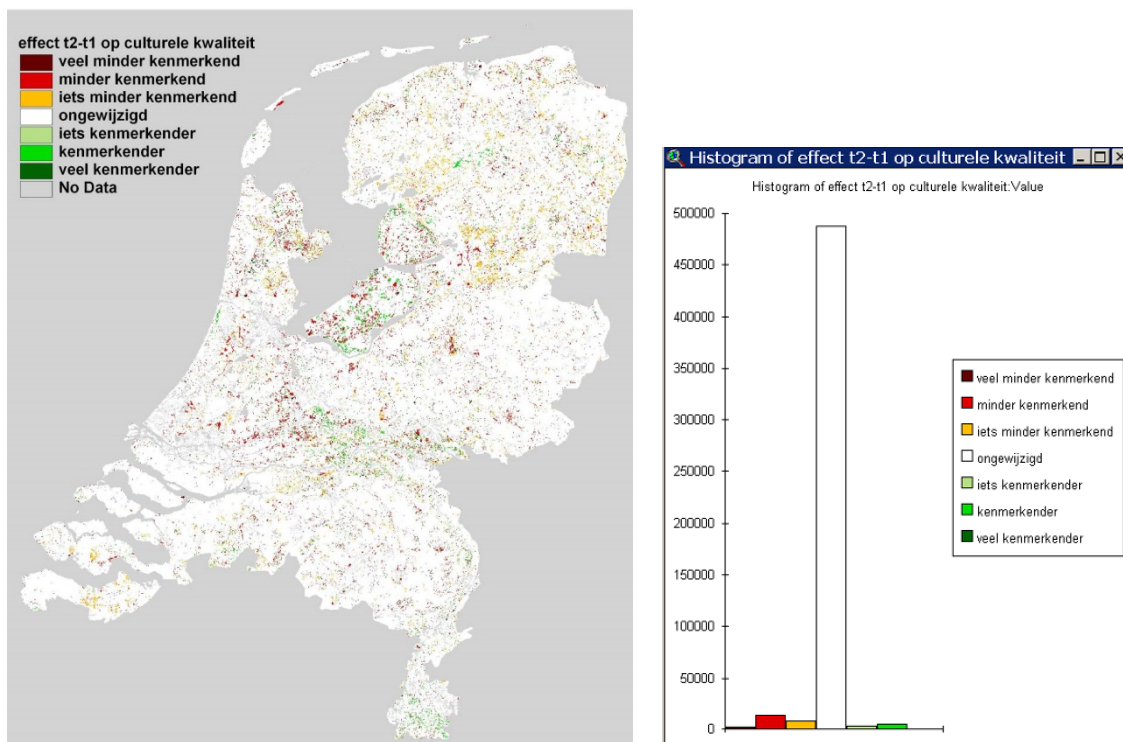 effect t2-t1 op culturele kwaliteit
veel minder kenmerkend
minder kenmerkend
iets minder kenmerkend
ongewijzigd
iets kenmerkender
kenmerkender
veel kenmerkender
No Data
Histogram of effect t2-t1 op culturele kwaliteit
Histogram of effect t2-t1 op culturele kwaliteit:Value
500000
450000
400000
350000
300000
250000
200000
150000
100000
50000
0
veel minder kenmerkend
minder kenmerkend
iets minder kenmerkend
ongewijzigd
iets kenmerkender
kenmerkender
veel kenmerkender